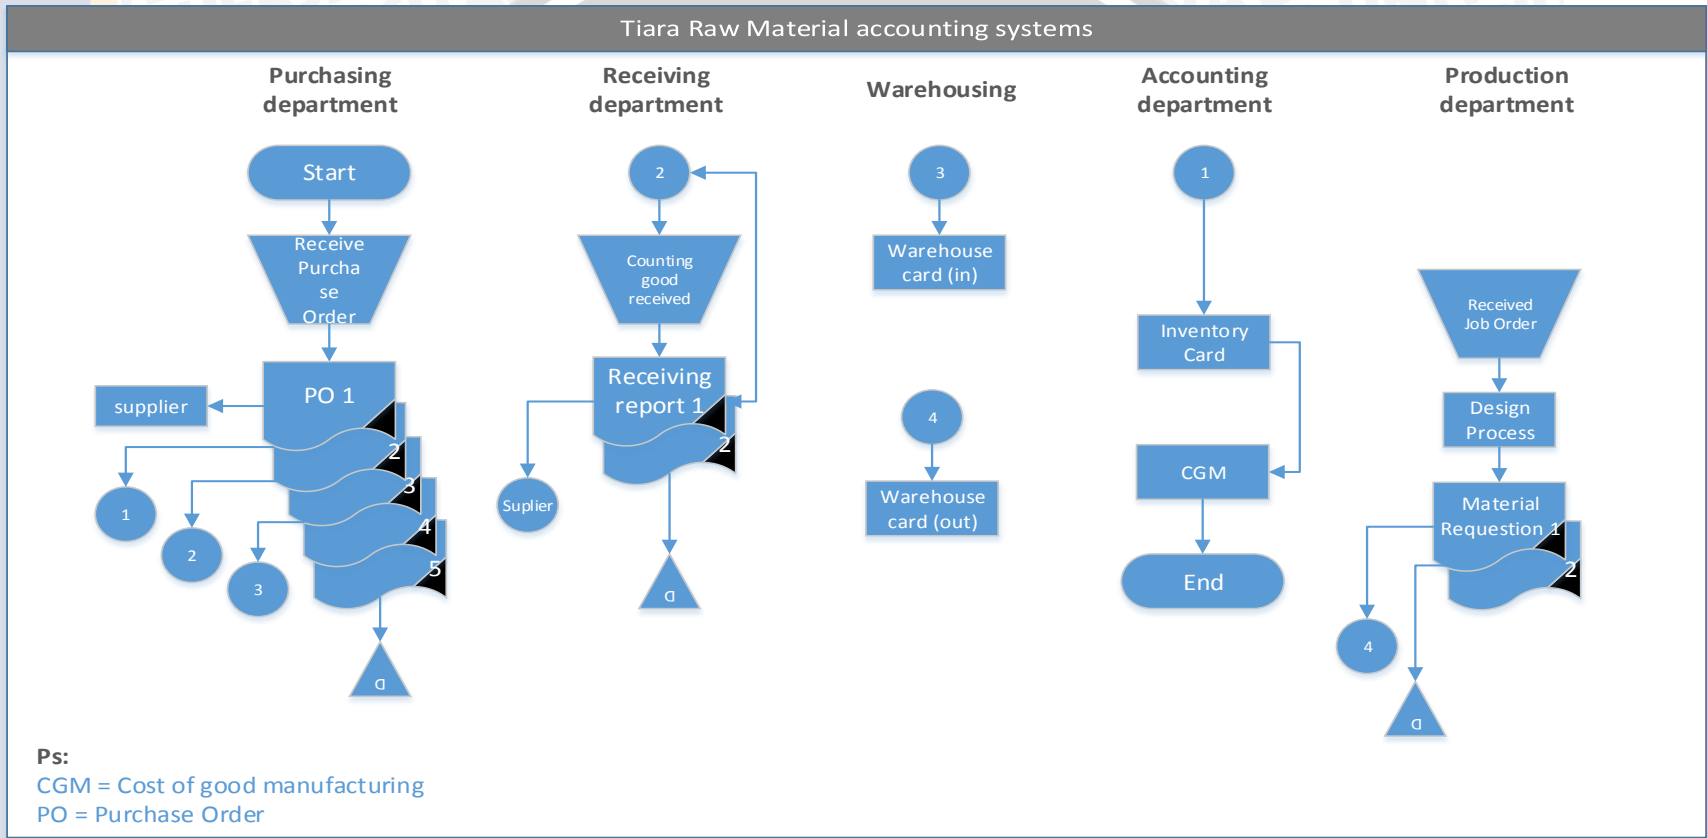 Tiara Raw Material accounting systems
Purchasing
department
Receiving
department
Warehousing
Accounting
department
Production
department
Start
Receive
Purcha
se
Order
PO 1
2
3
4
5
supplier
1
2
3
D
2
Counting
good
received
Receiving
report 1
2
Suplier
D
3
Warehouse
card (in)
4
Warehouse
card (out)
1
Inventory
Card
CGM
End
Received
Job Order
Design
Process
Material
Requestion 1
2
4
D
Ps:
CGM = Cost of good manufacturing
PO = Purchase Order